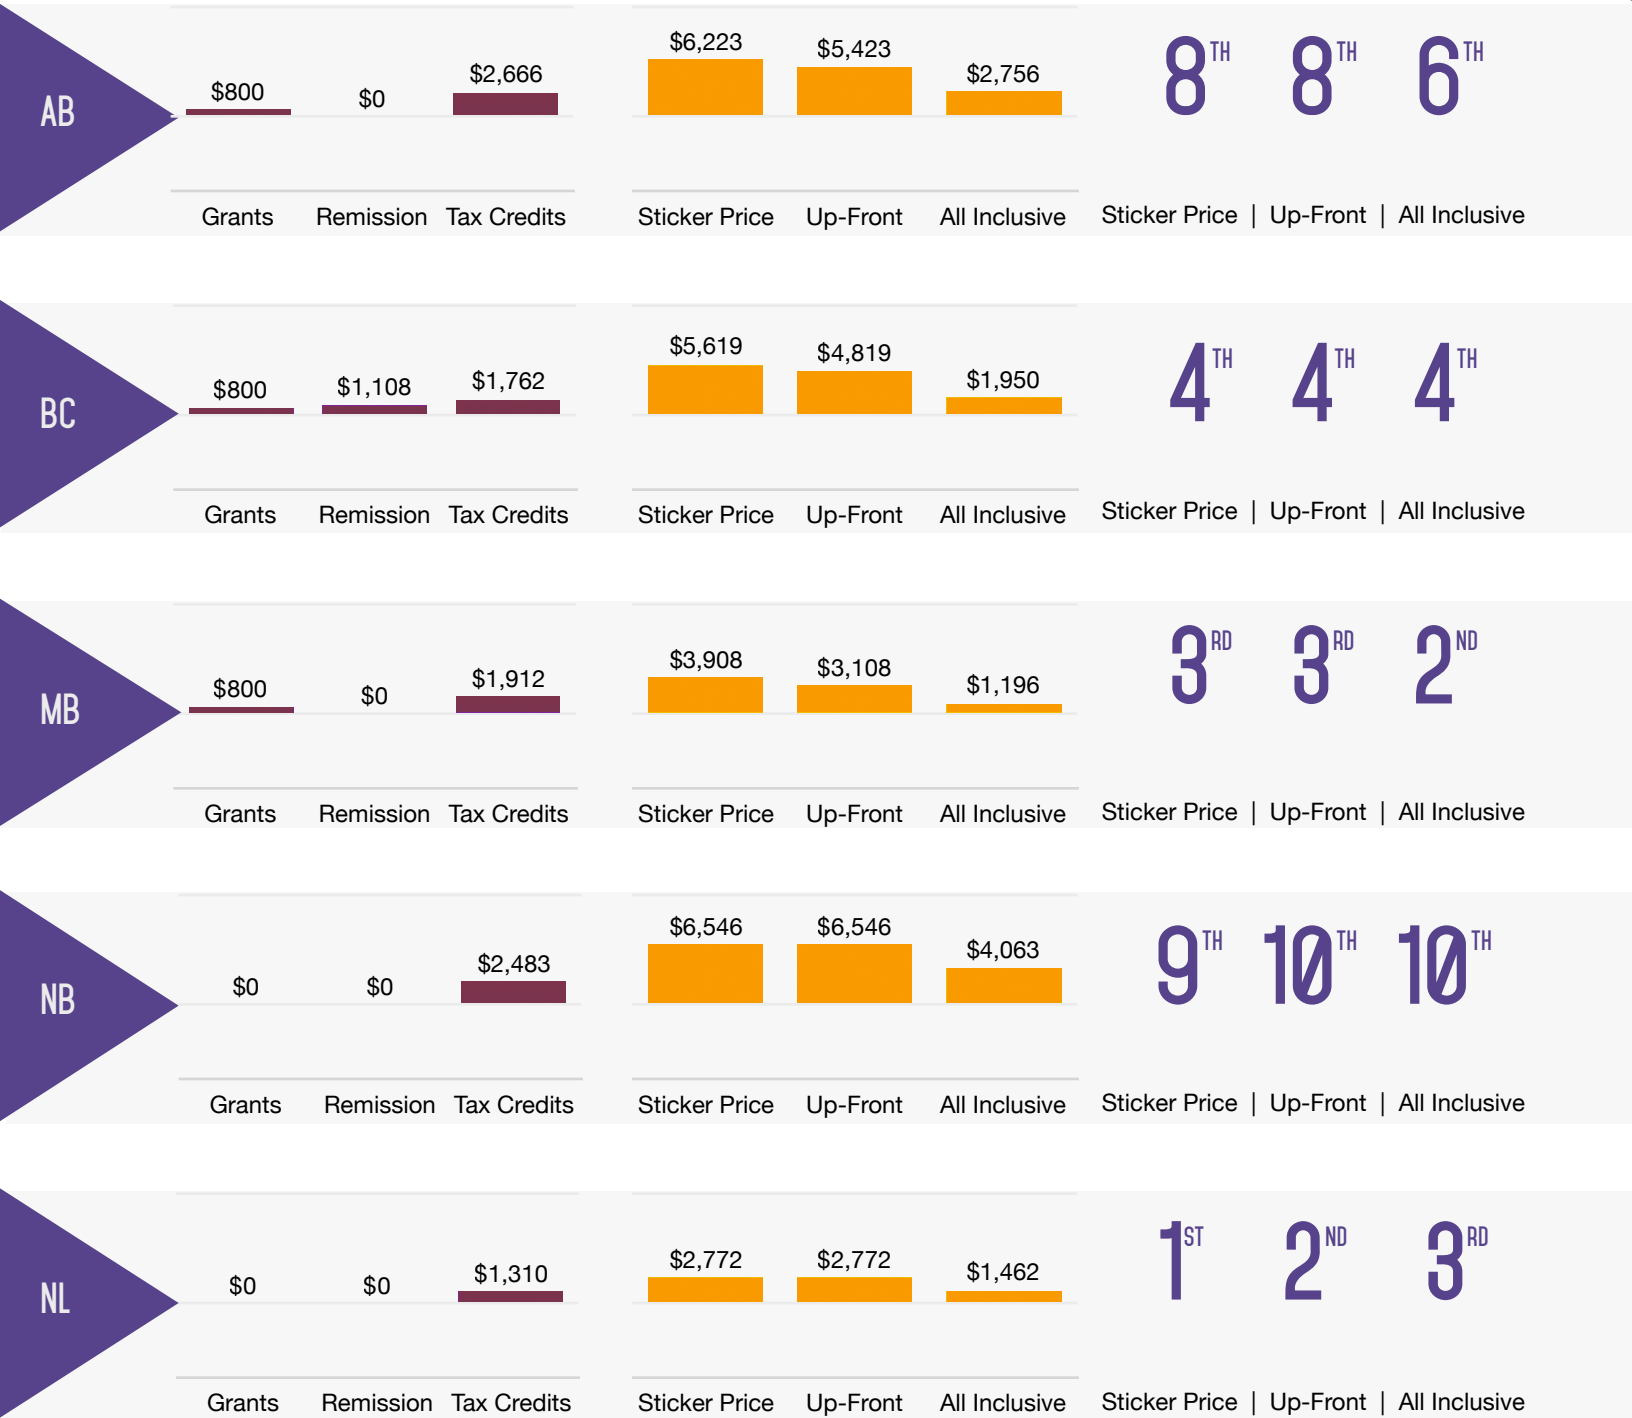 $6,223 $5,423 $2,756 8TH 8TH 6TH
$800 $0 $2,666
AB
Grants Remission Tax Credits Sticker Price Up-Front All Inclusive Sticker Price | Up-Front | All Inclusive
$5,619 $4,819 $1,950 4TH 4TH 4TH
$800 $1,108 $1,762
BC
Grants Remission Tax Credits Sticker Price Up-Front All Inclusive Sticker Price | Up-Front | All Inclusive
$3,908 $3,108 $1,196 3RD 3RD 2ND
$800 $0 $1,912
MB
Grants Remission Tax Credits Sticker Price Up-Front All Inclusive Sticker Price | Up-Front | All Inclusive
$6,546 $6,546 $4,063 9TH 10TH 10TH
$0 $0 $2,483
NB
Grants Remission Tax Credits Sticker Price Up-Front All Inclusive Sticker Price | Up-Front | All Inclusive
$2,772 $2,772 $1,462 1ST 2ND 3RD
$0 $0 $1,310
NL
Grants Remission Tax Credits Sticker Price Up-Front All Inclusive Sticker Price | Up-Front | All Inclusive